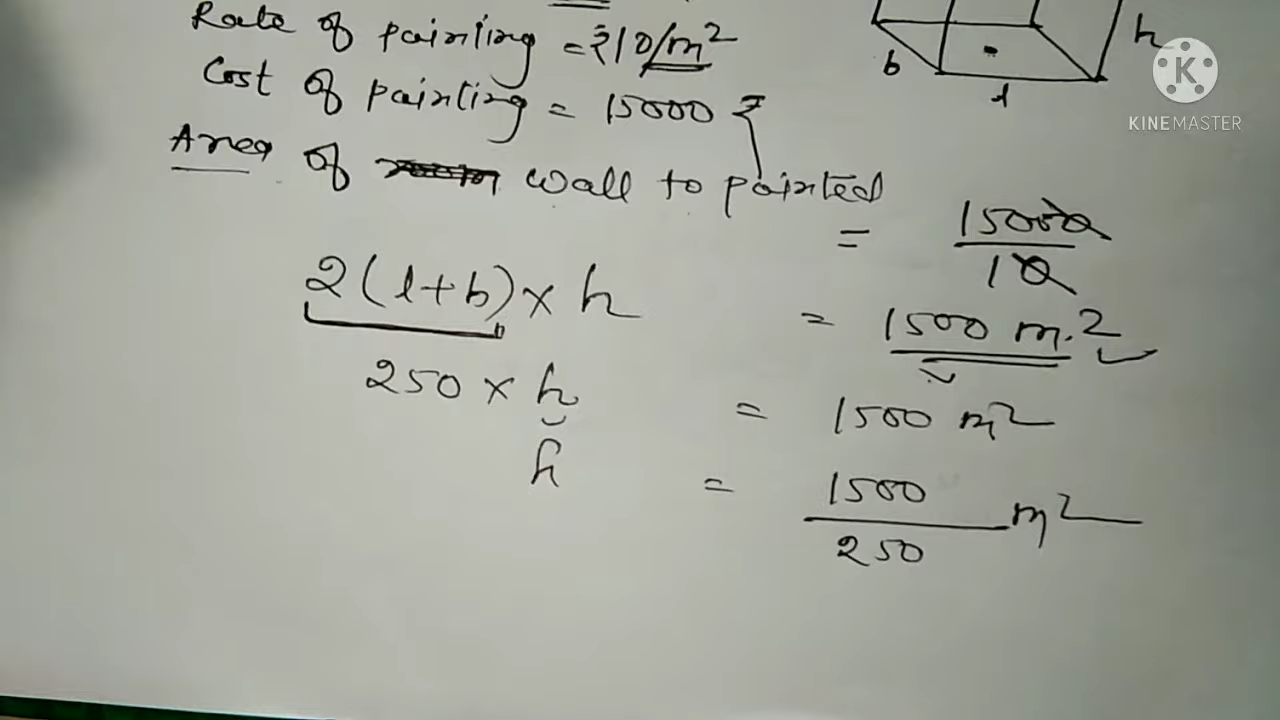 Rate of painting = ₹10/m²
Cost of painting = 15000 ₹
Area of wall to painted
= 15000/10
2(l+b) × h = 1500 m.²
250 × h = 1500 m²
h = 1500/250 m²
h
b
l
K
KINEMASTER